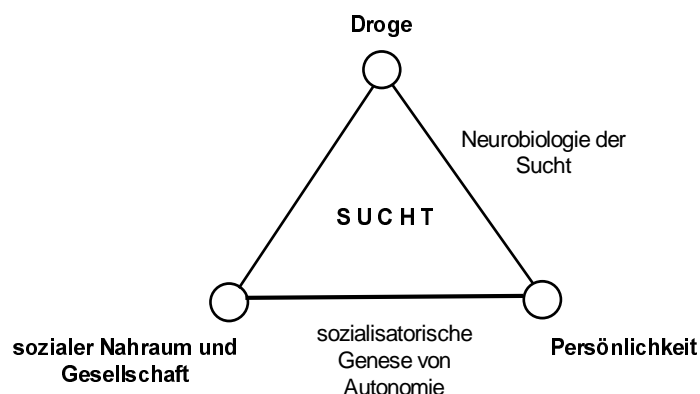 Droge
Neurobiologie der
Sucht
SUCHT
sozialer Nahraum und
Gesellschaft
sozialisatorische
Genese von
Autonomie
Persönlichkeit